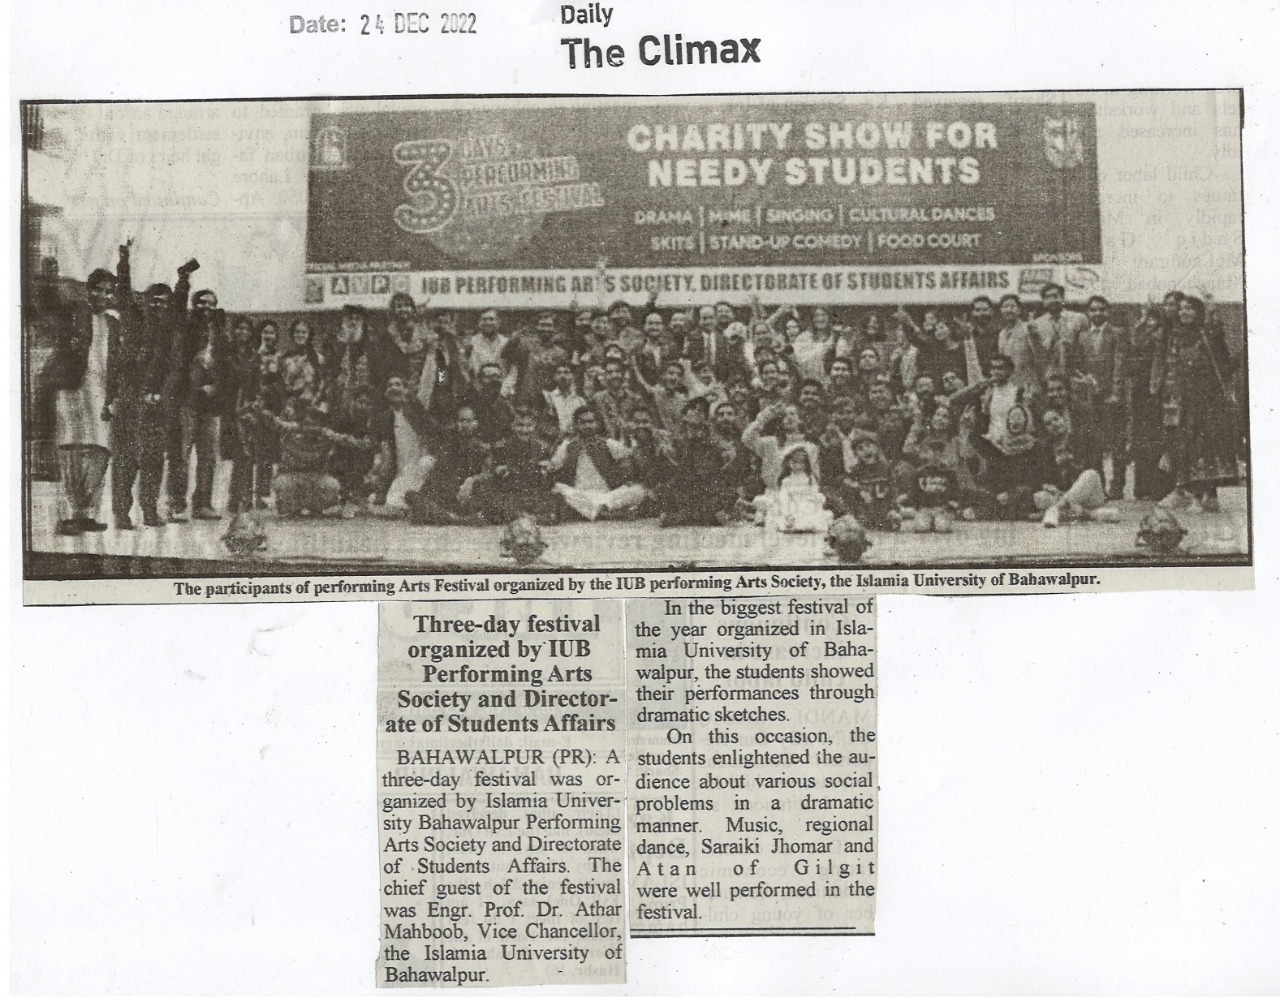 Date: 24 DEC 2022
Daily
The Climax
3 DAYS
PERFORMING
ARTS FESTIVAL
CHARITY SHOW FOR
NEEDY STUDENTS
DRAMA | MIME | SINGING | CULTURAL DANCES
SKITS | STAND-UP COMEDY | FOOD COURT
AVPC IUB PERFORMING ARTS SOCIETY, DIRECTORATE OF STUDENTS AFFAIRS
The participants of performing Arts Festival organized by the IUB performing Arts Society, the Islamia University of Bahawalpur.
Three-day festival
organized by IUB
Performing Arts
Society and Director-
ate of Students Affairs
BAHAWALPUR (PR): A
three-day festival was or-
ganized by Islamia Univer-
sity Bahawalpur Performing
Arts Society and Directorate
of Students Affairs. The
chief guest of the festival
was Engr. Prof. Dr. Athar
Mahboob, Vice Chancellor,
the Islamia University of
Bahawalpur.
In the biggest festival of
the year organized in Isla-
mia University of Baha-
walpur, the students showed
their performances through
dramatic sketches.
On this occasion, the
students enlightened the au-
dience about various social
problems in a dramatic
manner. Music, regional
dance, Saraiki Jhomar and
Atan of Gilgit
were well performed in the
festival.